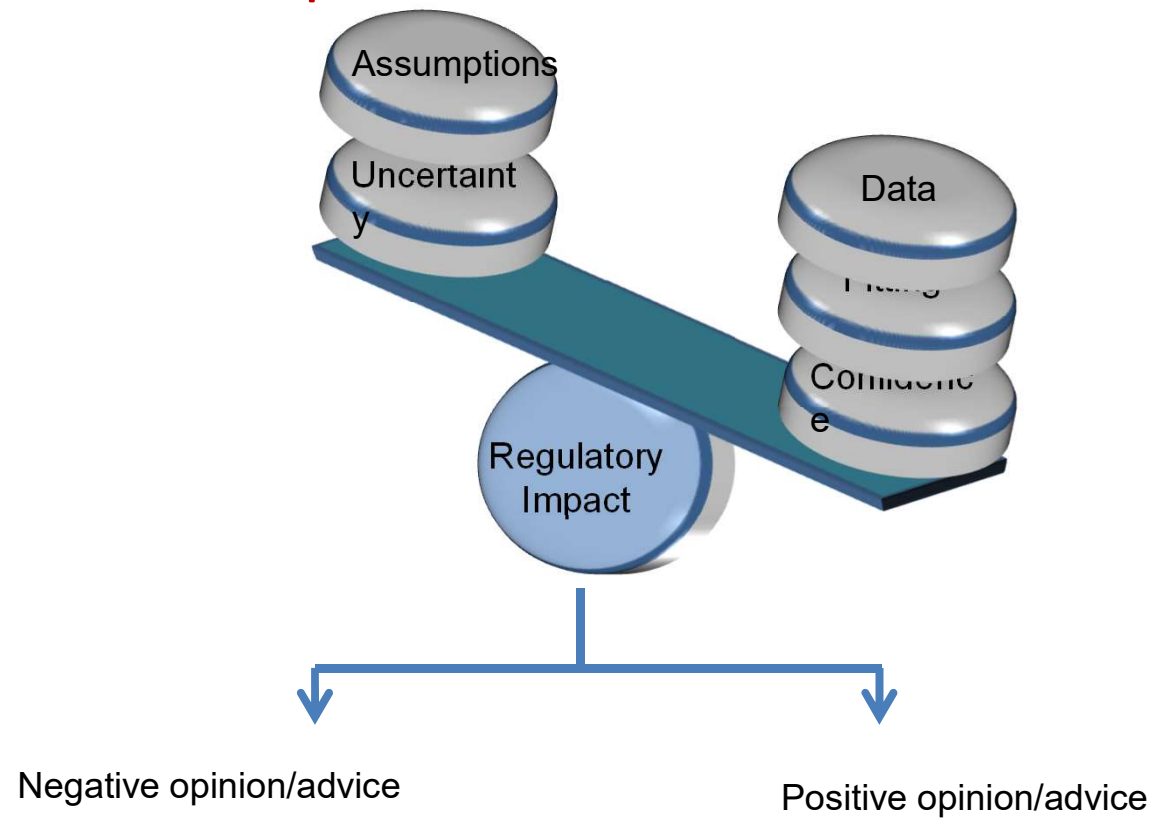 Assumptions
Uncertaint
y
Data
Confidenc
e
Regulatory
Impact
Negative opinion/advice
Positive opinion/advice